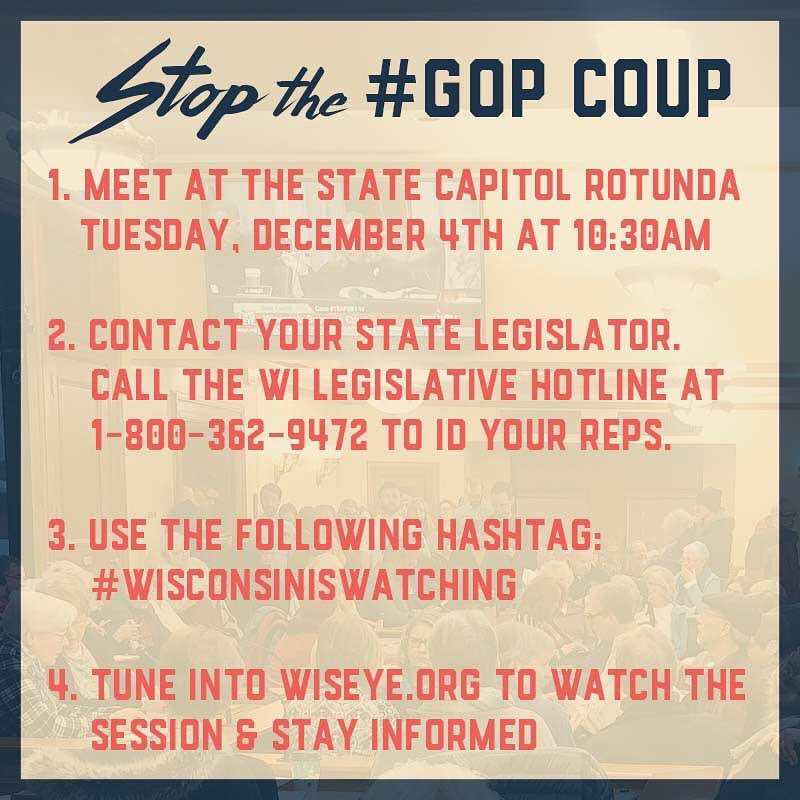 Stop the #GOP COUP
1. MEET AT THE STATE CAPITOL ROTUNDA
TUESDAY, DECEMBER 4TH AT 10:30AM
2. CONTACT YOUR STATE LEGISLATOR.
CALL THE WI LEGISLATIVE HOTLINE AT
1-800-362-9472 TO ID YOUR REPS.
3. USE THE FOLLOWING HASHTAG:
#WISCONSINISWATCHING
4. TUNE INTO WISEYE.ORG TO WATCH THE
SESSION & STAY INFORMED